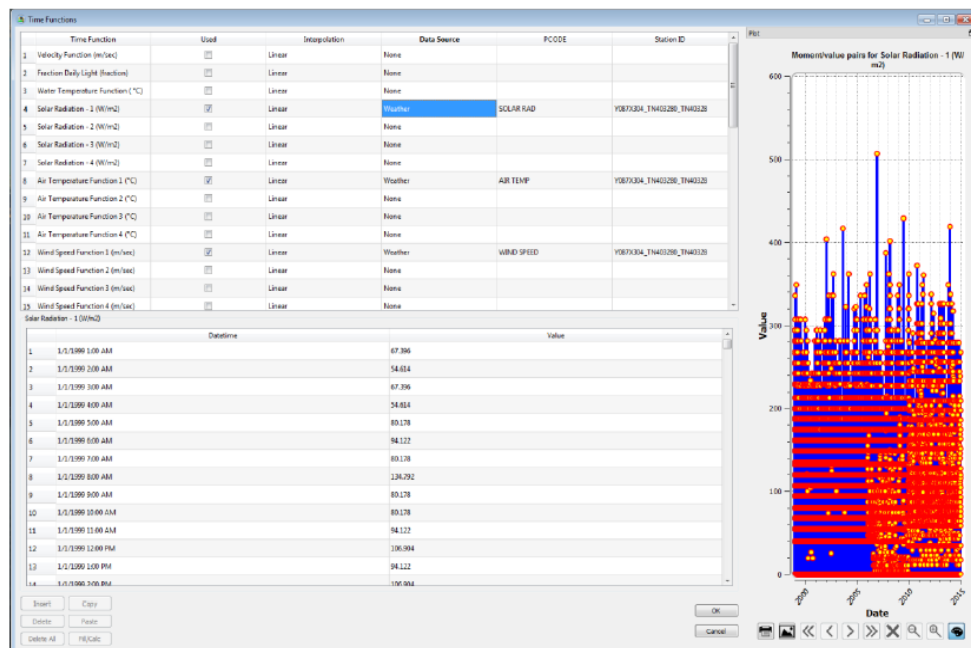 Time Functions
Time Function Used Interpolation Data Source PCODE Station ID
1 Velocity Function (m/sec) Linear None
2 Fraction Daily Light (fraction) Linear None
3 Water Temperature Function ( °C) Linear None
4 Solar Radiation - 1 (W/m2) Linear Weather SOLAR RAD
5 Solar Radiation - 2 (W/m2) Linear None
6 Solar Radiation - 3 (W/m2) Linear None
7 Solar Radiation - 4 (W/m2) Linear None
8 Air Temperature Function 1 (°C) Linear Weather AIR TEMP
9 Air Temperature Function 2 (°C) Linear None
10 Air Temperature Function 3 (°C) Linear None
11 Air Temperature Function 4 (°C) Linear None
12 Wind Speed Function 1 (m/sec) Linear Weather WIND SPEED
13 Wind Speed Function 2 (m/sec) Linear None
14 Wind Speed Function 3 (m/sec) Linear None
15 Wind Speed Function 4 (m/sec) Linear None
Solar Radiation - 1 (W/m2)
Datetime Value
1 1/1/1999 1:00 AM 67.396
2 1/1/1999 2:00 AM 54.614
3 1/1/1999 3:00 AM 67.396
4 1/1/1999 4:00 AM 54.614
5 1/1/1999 5:00 AM 80.178
6 1/1/1999 6:00 AM 94.122
7 1/1/1999 7:00 AM 80.178
8 1/1/1999 8:00 AM 134.792
9 1/1/1999 9:00 AM 80.178
10 1/1/1999 10:00 AM 80.178
11 1/1/1999 11:00 AM 94.122
12 1/1/1999 12:00 PM 106.904
13 1/1/1999 1:00 PM 94.122
14 1/1/1999 2:00 PM 106.904
Insert Copy
Delete Paste
Delete All Fill/Calc
OK
Cancel
Plot
Moment/value pairs for Solar Radiation - 1 (W/
m2)
600
500
400
300
200
100
0
Value
2000 2005 2010 2015
Date